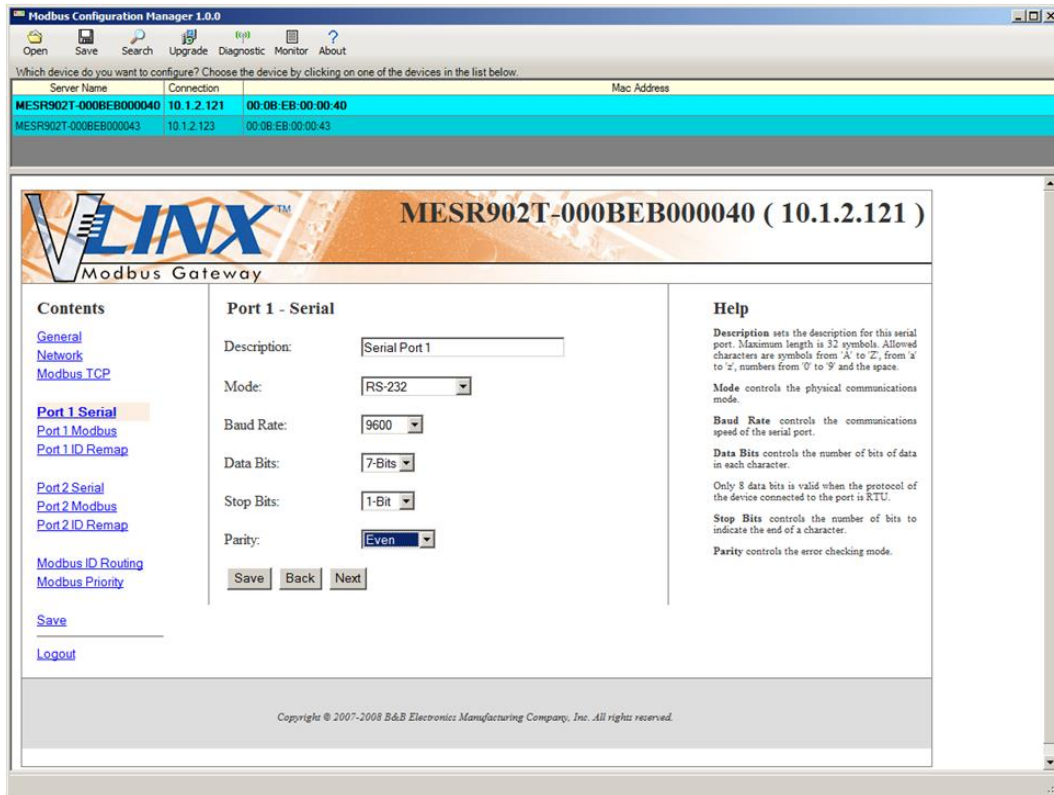 Modbus Configuration Manager 1.0.0
Open Save Search Upgrade Diagnostic Monitor About
Which device do you want to configure? Choose the device by clicking on one of the devices in the list below.
Server Name Connection Mac Address
MESR902T-000BEB000040 10.1.2.121 00:0B:EB:00:00:40
MESR902T-000BEB000043 10.1.2.123 00:0B:EB:00:00:43
VLINX™
Modbus Gateway
MESR902T-000BEB000040 ( 10.1.2.121 )
Contents
General
Network
Modbus TCP
Port 1 Serial
Port 1 Modbus
Port 1 ID Remap
Port 2 Serial
Port 2 Modbus
Port 2 ID Remap
Modbus ID Routing
Modbus Priority
Save
Logout
Port 1 - Serial
Description: Serial Port 1
Mode: RS-232
Baud Rate: 9600
Data Bits: 7-Bits
Stop Bits: 1-Bit
Parity: Even
Save Back Next
Help
Description sets the description for this serial
port. Maximum length is 32 symbols. Allowed
characters are symbols from 'A' to 'Z', from 'a'
to 'z', numbers from '0' to '9' and the space.
Mode controls the physical communications
mode.
Baud Rate controls the communications
speed of the serial port.
Data Bits controls the number of bits of data
in each character.
Only 8 data bits is valid when the protocol of
the device connected to the port is RTU.
Stop Bits controls the number of bits to
indicate the end of a character.
Parity controls the error checking mode.
Copyright © 2007-2008 B&B Electronics Manufacturing Company, Inc. All rights reserved.